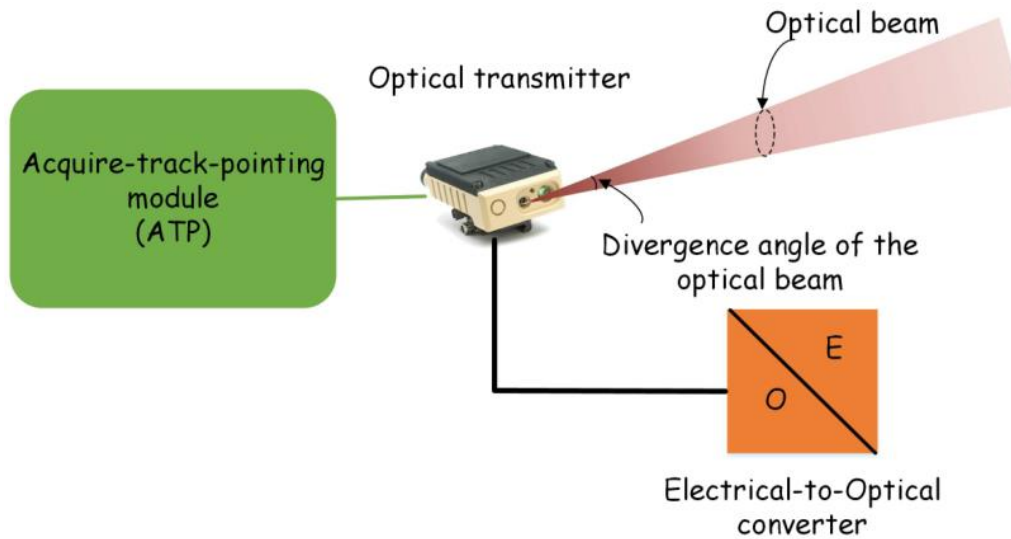 Optical beam
Optical transmitter
Acquire-track-pointing
module
(ATP)
Divergence angle of the
optical beam
E
O
Electrical-to-Optical
converter